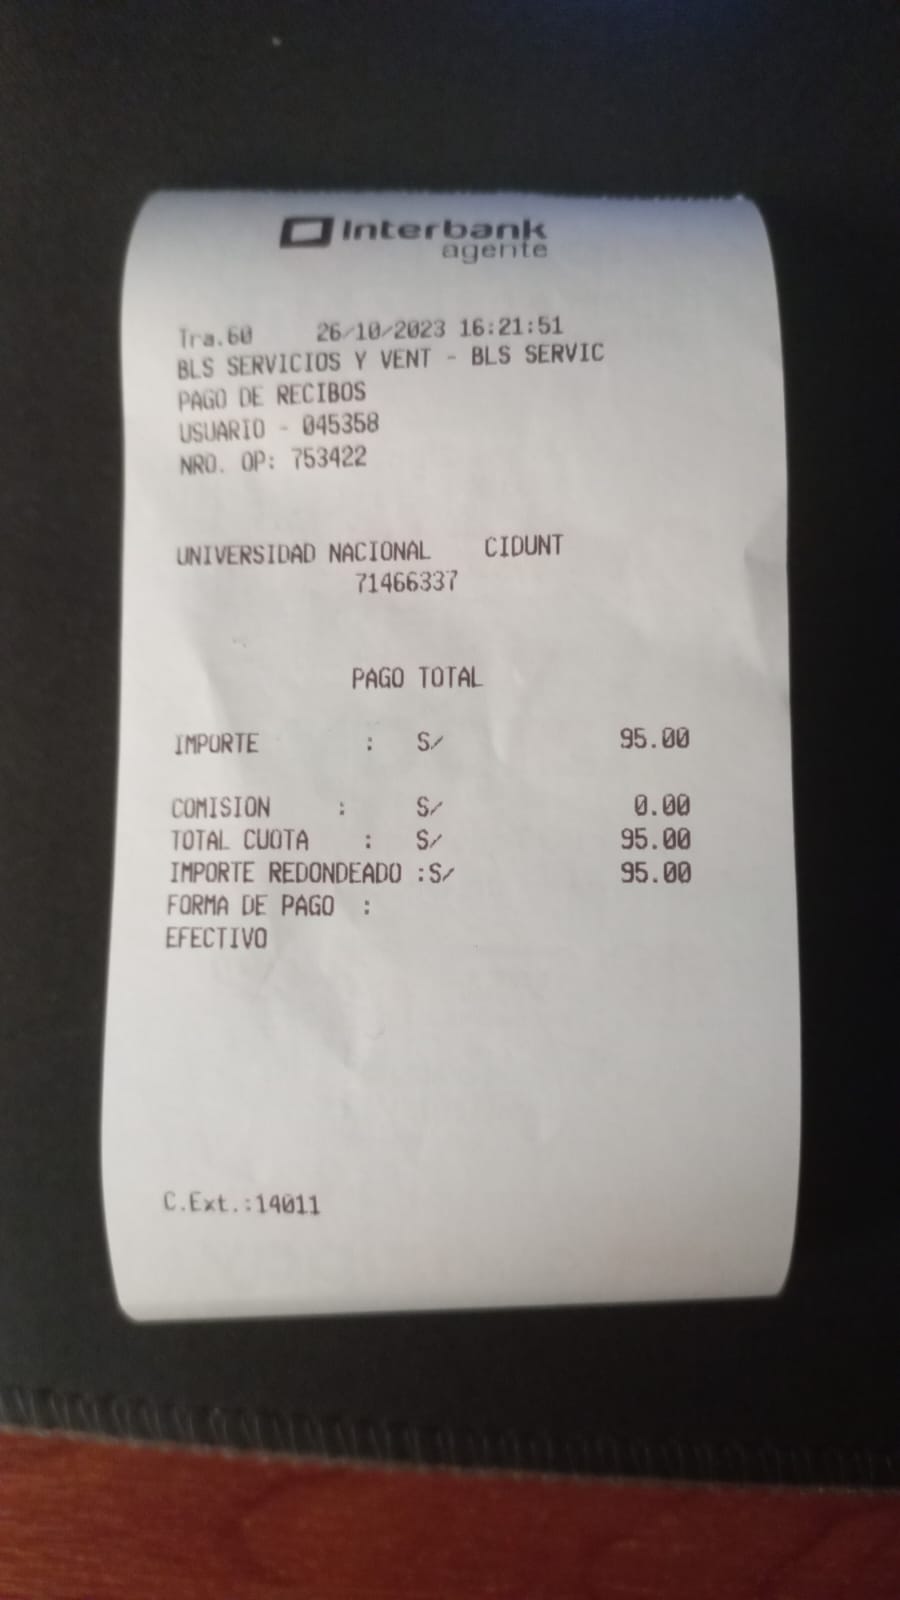 Interbank
agente
Tra.60 26/10/2023 16:21:51
BLS SERVICIOS Y VENT - BLS SERVIC
PAGO DE RECIBOS
USUARIO - 045358
NRO. OP: 753422
UNIVERSIDAD NACIONAL CIDUNT
71466337
PAGO TOTAL
IMPORTE : S/ 95.00
COMISION : S/ 0.00
TOTAL CUOTA : S/ 95.00
IMPORTE REDONDEADO :S/ 95.00
FORMA DE PAGO :
EFECTIVO
C.Ext.:14011